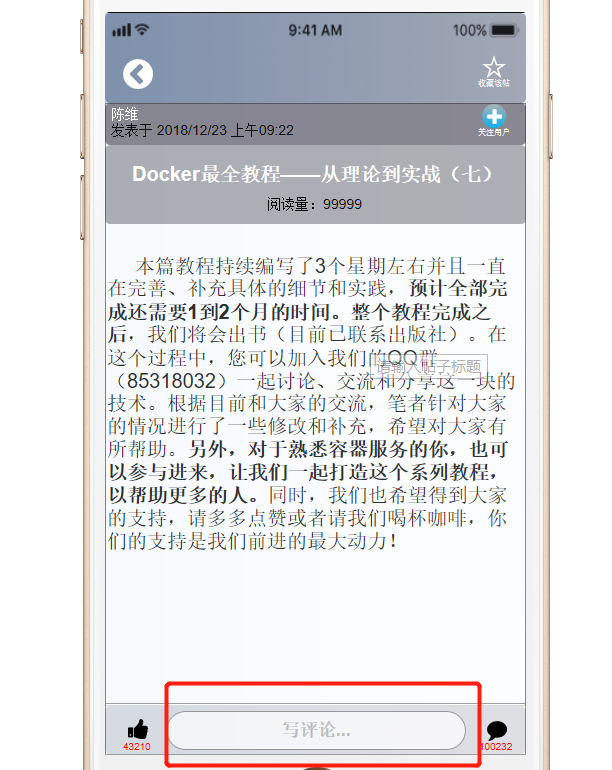 9:41 AM 100%
收藏该帖
陈维
发表于 2018/12/23 上午09:22
关注用户
Docker最全教程——从理论到实战（七）
阅读量：99999
本篇教程持续编写了3个星期左右并且一直
在完善、补充具体的细节和实践，预计全部完
成还需要1到2个月的时间。整个教程完成之
后，我们将会出书（目前已联系出版社）。在
这个过程中，您可以加入我们的QQ群
请输入帖子标题
（85318032）一起讨论、交流和分享这一块的
技术。根据目前和大家的交流，笔者针对大家
的情况进行了一些修改和补充，希望对大家有
所帮助。另外，对于熟悉容器服务的你，也可
以参与进来，让我们一起打造这个系列教程，
以帮助更多的人。同时，我们也希望得到大家
的支持，请多多点赞或者请我们喝杯咖啡，你
们的支持是我们前进的最大动力！
写评论...
43210
100232